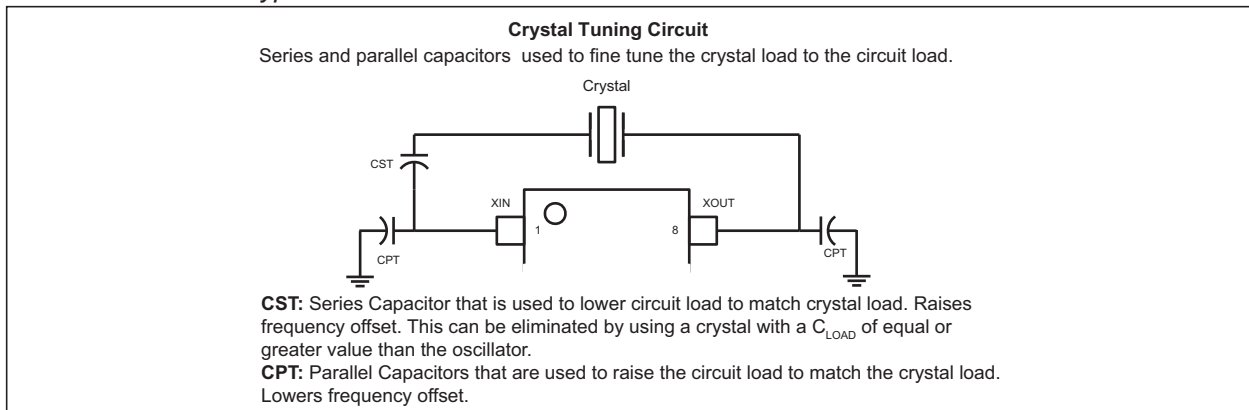 Crystal Tuning Circuit
Series and parallel capacitors used to fine tune the crystal load to the circuit load.
Crystal
CST
XIN
XOUT
1
8
CPT
CPT
CST: Series Capacitor that is used to lower circuit load to match crystal load. Raises
frequency offset. This can be eliminated by using a crystal with a CLOAD of equal or
greater value than the oscillator.
CPT: Parallel Capacitors that are used to raise the circuit load to match the crystal load.
Lowers frequency offset.